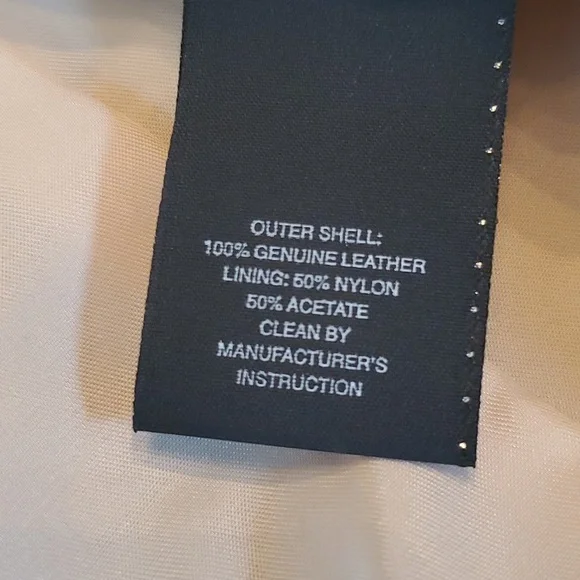 OUTER SHELL:
100% GENUINE LEATHER
LINING: 50% NYLON
50% ACETATE
CLEAN BY
MANUFACTURER'S
INSTRUCTION